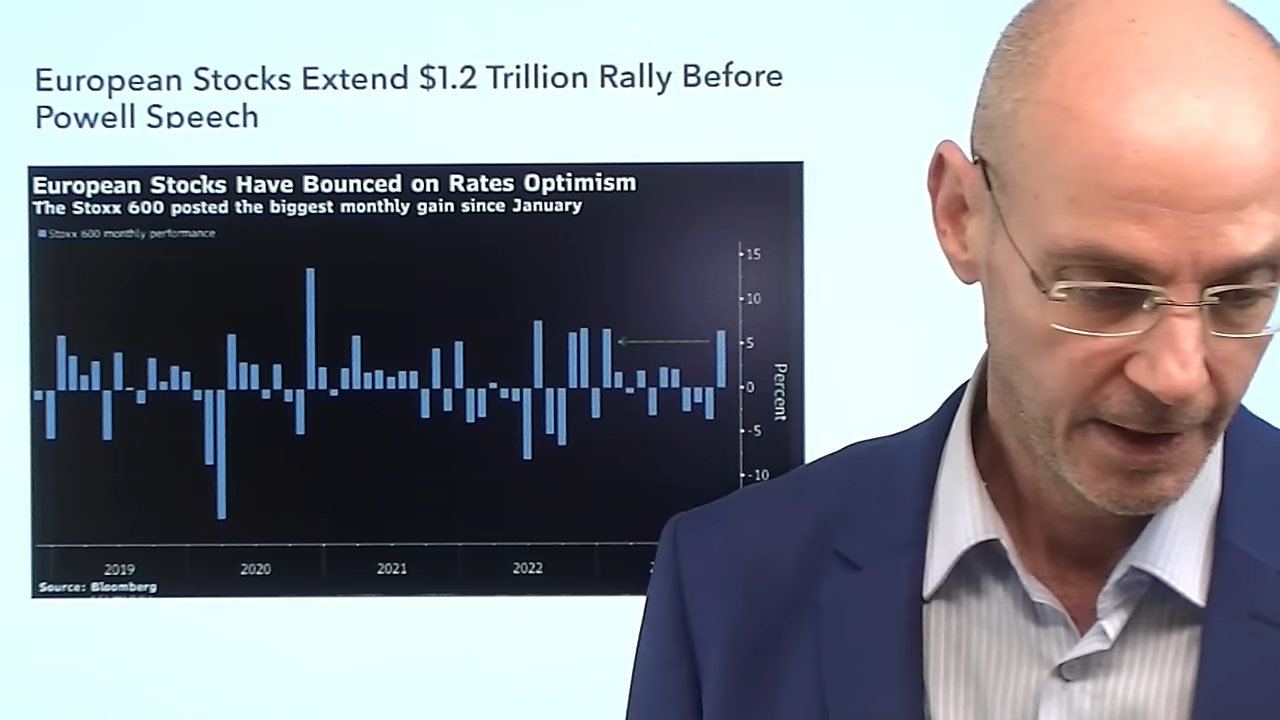 European Stocks Extend $1.2 Trillion Rally Before
Powell Speech
European Stocks Have Bounced on Rates Optimism
The Stoxx 600 posted the biggest monthly gain since January
Stoxx 600 monthly performance
15
10
5
0
-5
-10
Percent
2019
2020
2021
2022
Source: Bloomberg